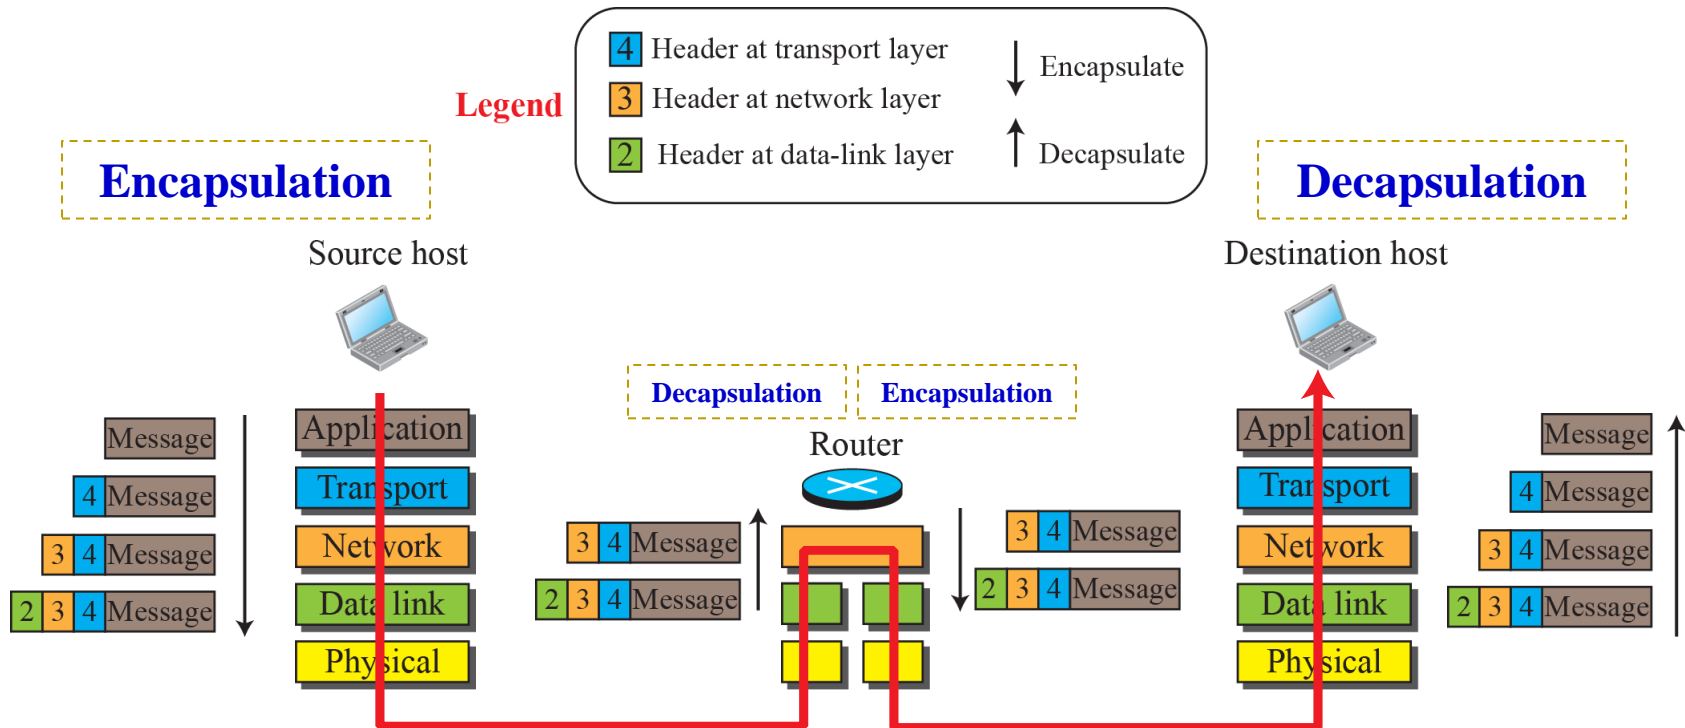 4 Header at transport layer
3 Header at network layer
2 Header at data-link layer
Encapsulate
Decapsulate
Legend
Encapsulation
Decapsulation
Source host
Destination host
Decapsulation
Encapsulation
Router
Message
4 Message
3 4 Message
2 3 4 Message
Application
Transport
Network
Data link
Physical
3 4 Message
2 3 4 Message
3 4 Message
2 3 4 Message
Application
Transport
Network
Data link
Physical
Message
4 Message
3 4 Message
2 3 4 Message